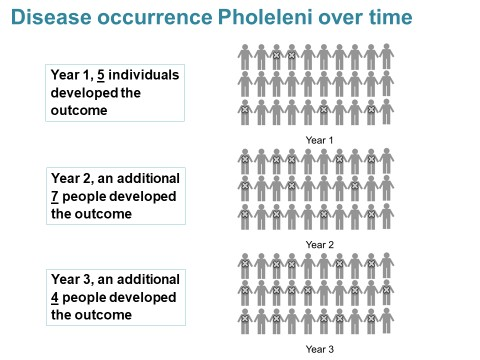 Disease occurrence Pholeleni over time
Year 1, 5 individuals
developed the
outcome
Year 1
Year 2, an additional
7 people developed
the outcome
Year 2
Year 3, an additional
4 people developed
the outcome
Year 3